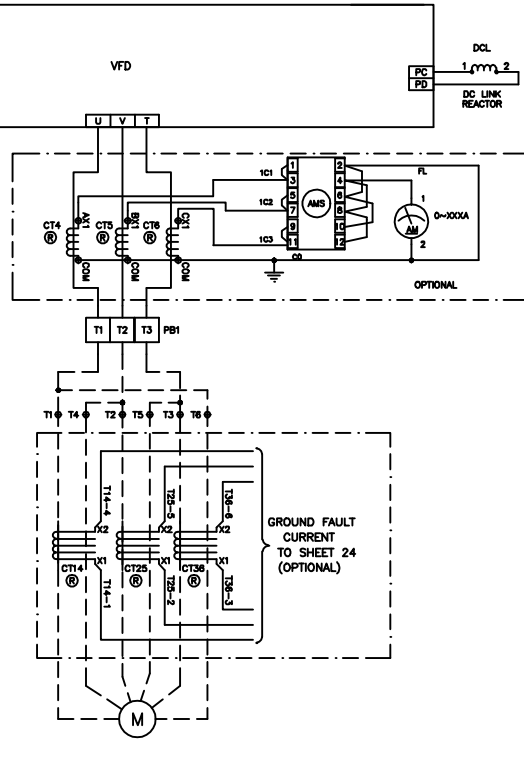 DCL
VFD
1 2
PC
PD
DC LINK
REACTOR
U V T
1 2
1C1
3 4
FL
5 6
AMS
1C2
7 8
9 10
1C3
11 12
C0
1
0~XXXA
AM
2
AX1 BX1 CX1
CT4 CT5 CT6
R R R
COM COM COM
OPTIONAL
T1 T2 T3 PB1
T1 T4 T2 T5 T3 T6
T14-4 T25-5 T36-6
X2 X2 X2
GROUND FAULT
CURRENT
TO SHEET 24
(OPTIONAL)
X1 X1 X1
CT14 CT25 CT36
R R R
T14-1 T25-2 T36-3
M